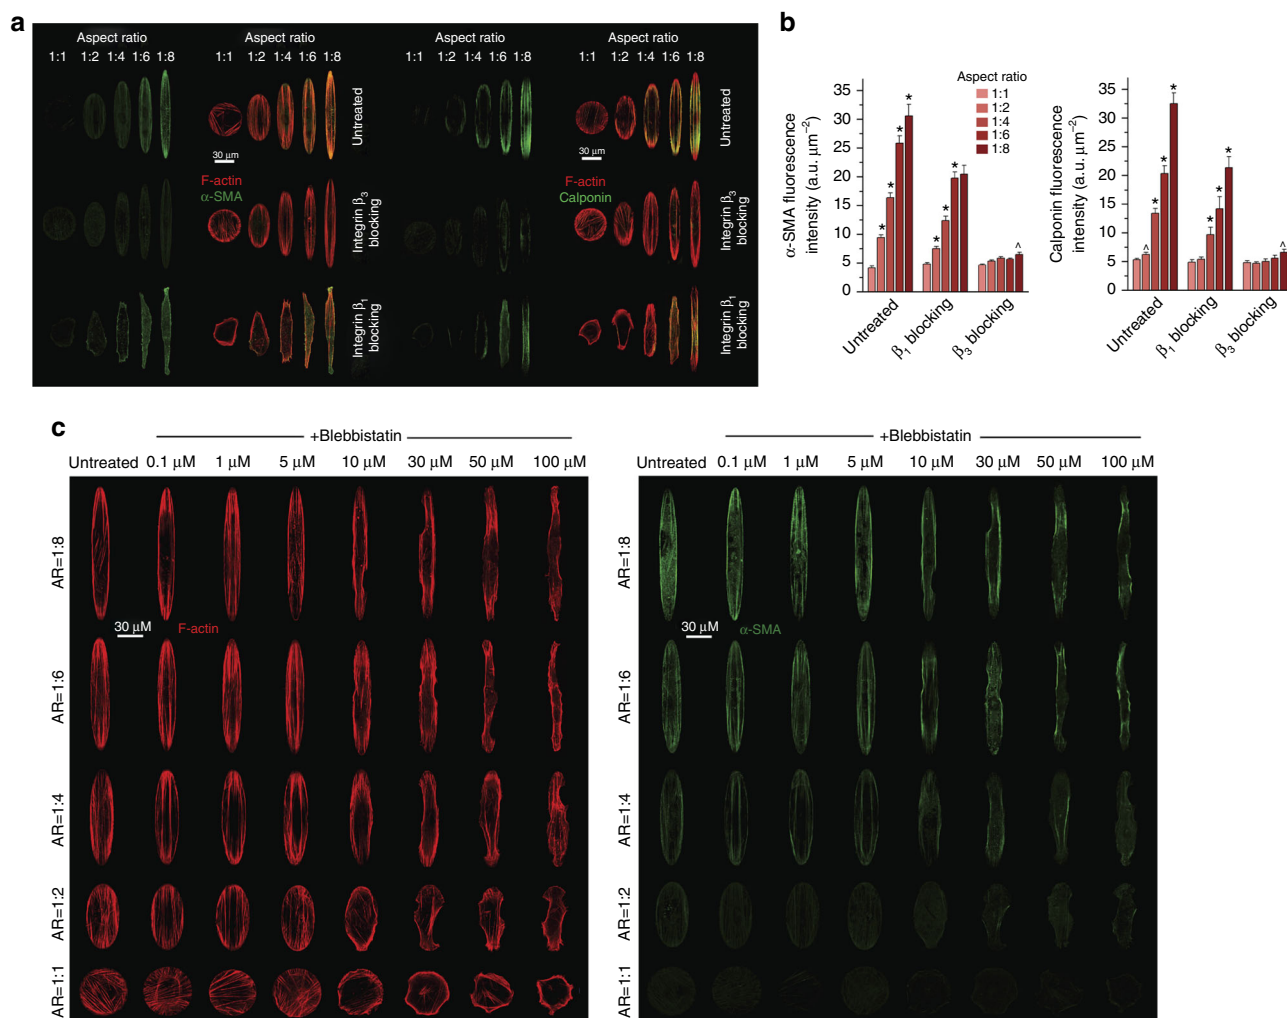 a
Aspect ratio
Aspect ratio
Aspect ratio
Aspect ratio
1:1 1:2 1:4 1:6 1:8
1:1 1:2 1:4 1:6 1:8
1:1 1:2 1:4 1:6 1:8
1:1 1:2 1:4 1:6 1:8
30 μm
30 μm
Untreated
Untreated
F-actin
α-SMA
F-actin
Calponin
Integrin β3
blocking
Integrin β3
blocking
Integrin β1
blocking
Integrin β1
blocking
b
α-SMA fluorescence
intensity (a.u. μm⁻²)
35
30
25
20
15
10
5
0
Aspect ratio
1:1
1:2
1:4
1:6
1:8
* * * *
* * *
^
Untreated
β1 blocking
β3 blocking
Calponin fluorescence
intensity (a.u. μm⁻²)
35
30
25
20
15
10
5
0
^ * * *
* * *
^
Untreated
β1 blocking
β3 blocking
c
+Blebbistatin
Untreated 0.1 μM 1 μM 5 μM 10 μM 30 μM 50 μM 100 μM
AR=1:8
30 μM
F-actin
AR=1:6
AR=1:4
AR=1:2
AR=1:1
+Blebbistatin
Untreated 0.1 μM 1 μM 5 μM 10 μM 30 μM 50 μM 100 μM
AR=1:8
30 μM
α-SMA
AR=1:6
AR=1:4
AR=1:2
AR=1:1